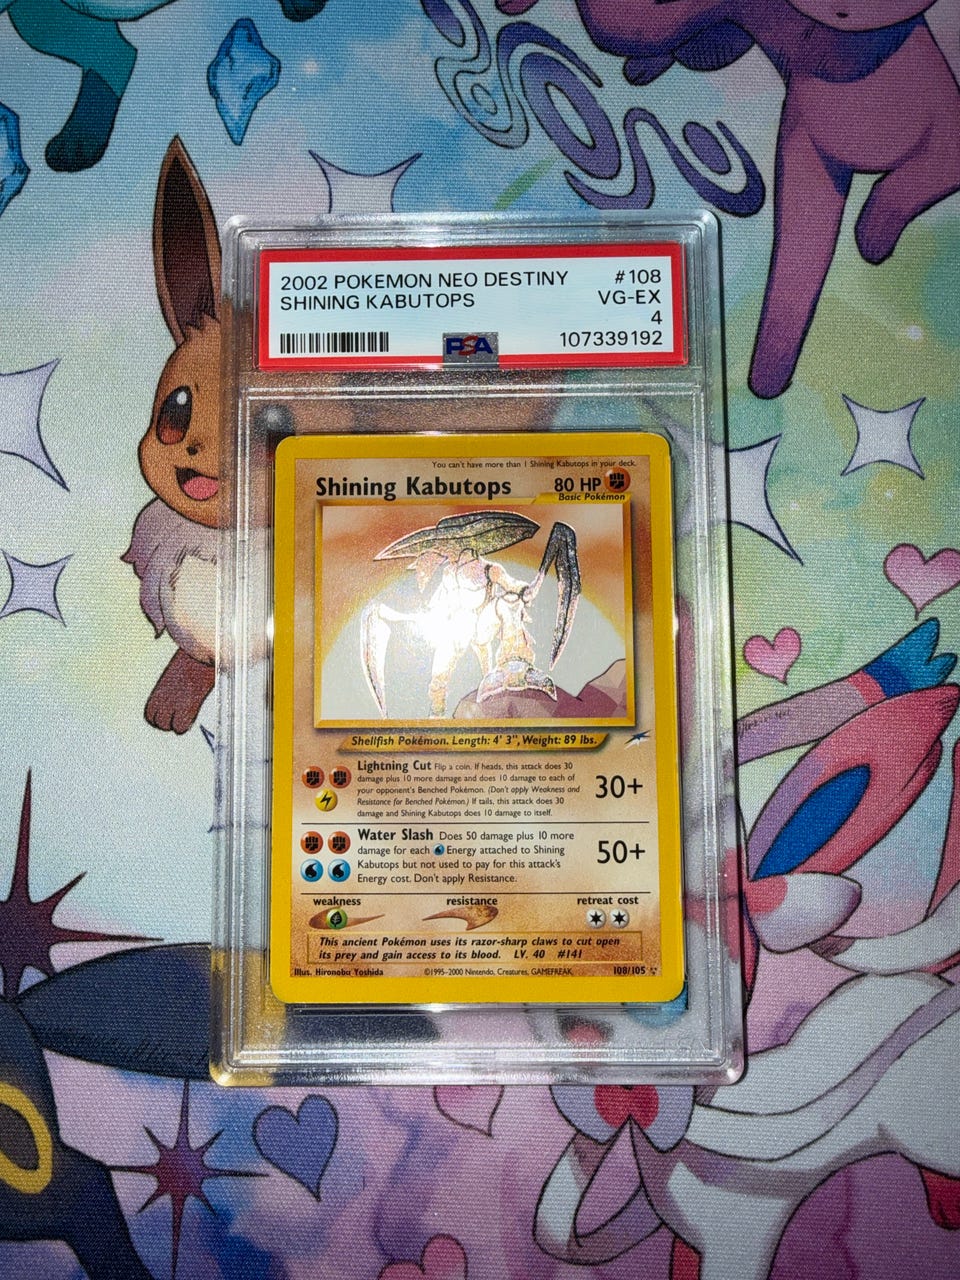 2002 POKEMON NEO DESTINY #108
SHINING KABUTOPS VG-EX
4
PSA 107339192
You can't have more than 1 Shining Kabutops in your deck.
Shining Kabutops 80 HP
Basic Pokémon
Shellfish Pokémon. Length: 4' 3", Weight: 89 lbs.
Lightning Cut Flip a coin. If heads, this attack does 30
damage plus 10 more damage and does 10 damage to each of
your opponent's Benched Pokémon. (Don't apply Weakness and
Resistance for Benched Pokémon.) If tails, this attack does 30
damage and Shining Kabutops does 10 damage to itself.
30+
Water Slash Does 50 damage plus 10 more
damage for each Energy attached to Shining
Kabutops but not used to pay for this attack's
Energy cost. Don't apply Resistance.
50+
weakness resistance retreat cost
This ancient Pokémon uses its razor-sharp claws to cut open
its prey and gain access to its blood. LV. 40 #141
Illus. Hironobu Yoshida ©1995-2000 Nintendo, Creatures, GAMEFREAK. 108/105